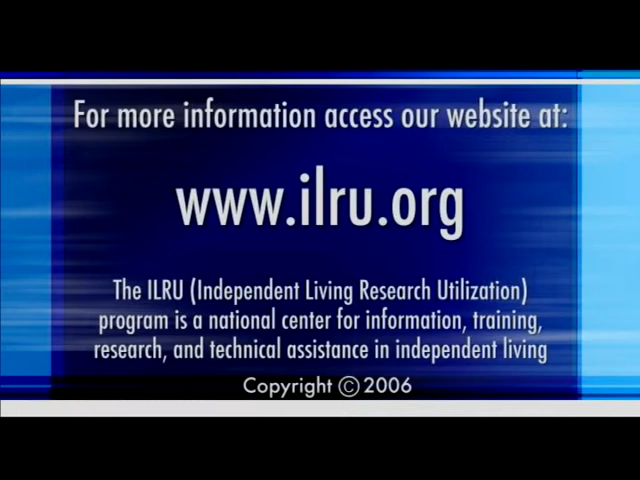 For more information access our website at:
www.ilru.org
The ILRU (Independent Living Research Utilization)
program is a national center for information, training,
research, and technical assistance in independent living
Copyright © 2006